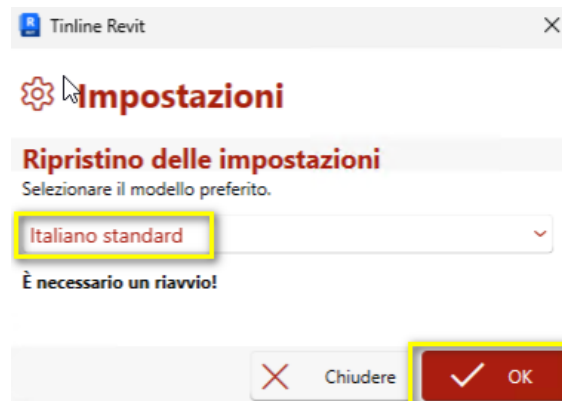 Tinline Revit
Impostazioni
Ripristino delle impostazioni
Selezionare il modello preferito.
Italiano standard
È necessario un riavvio!
Chiudere
OK